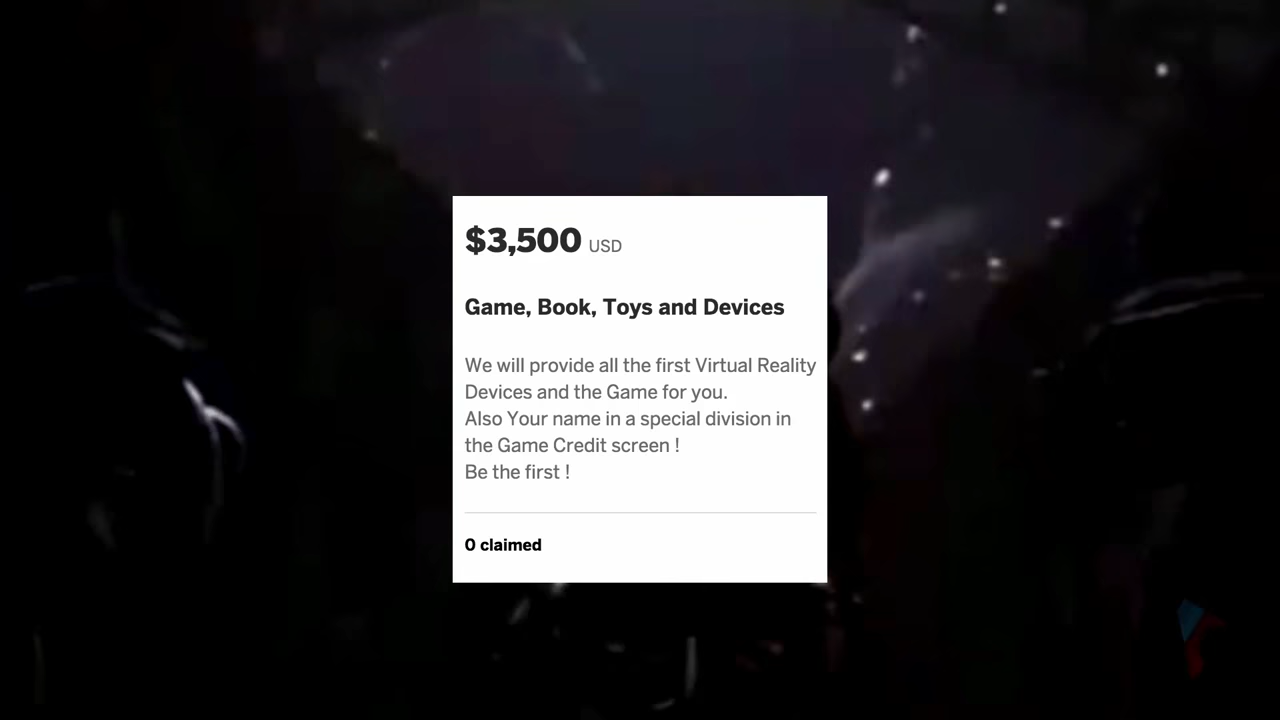 $3,500 USD
Game, Book, Toys and Devices
We will provide all the first Virtual Reality
Devices and the Game for you.
Also Your name in a special division in
the Game Credit screen !
Be the first !
0 claimed